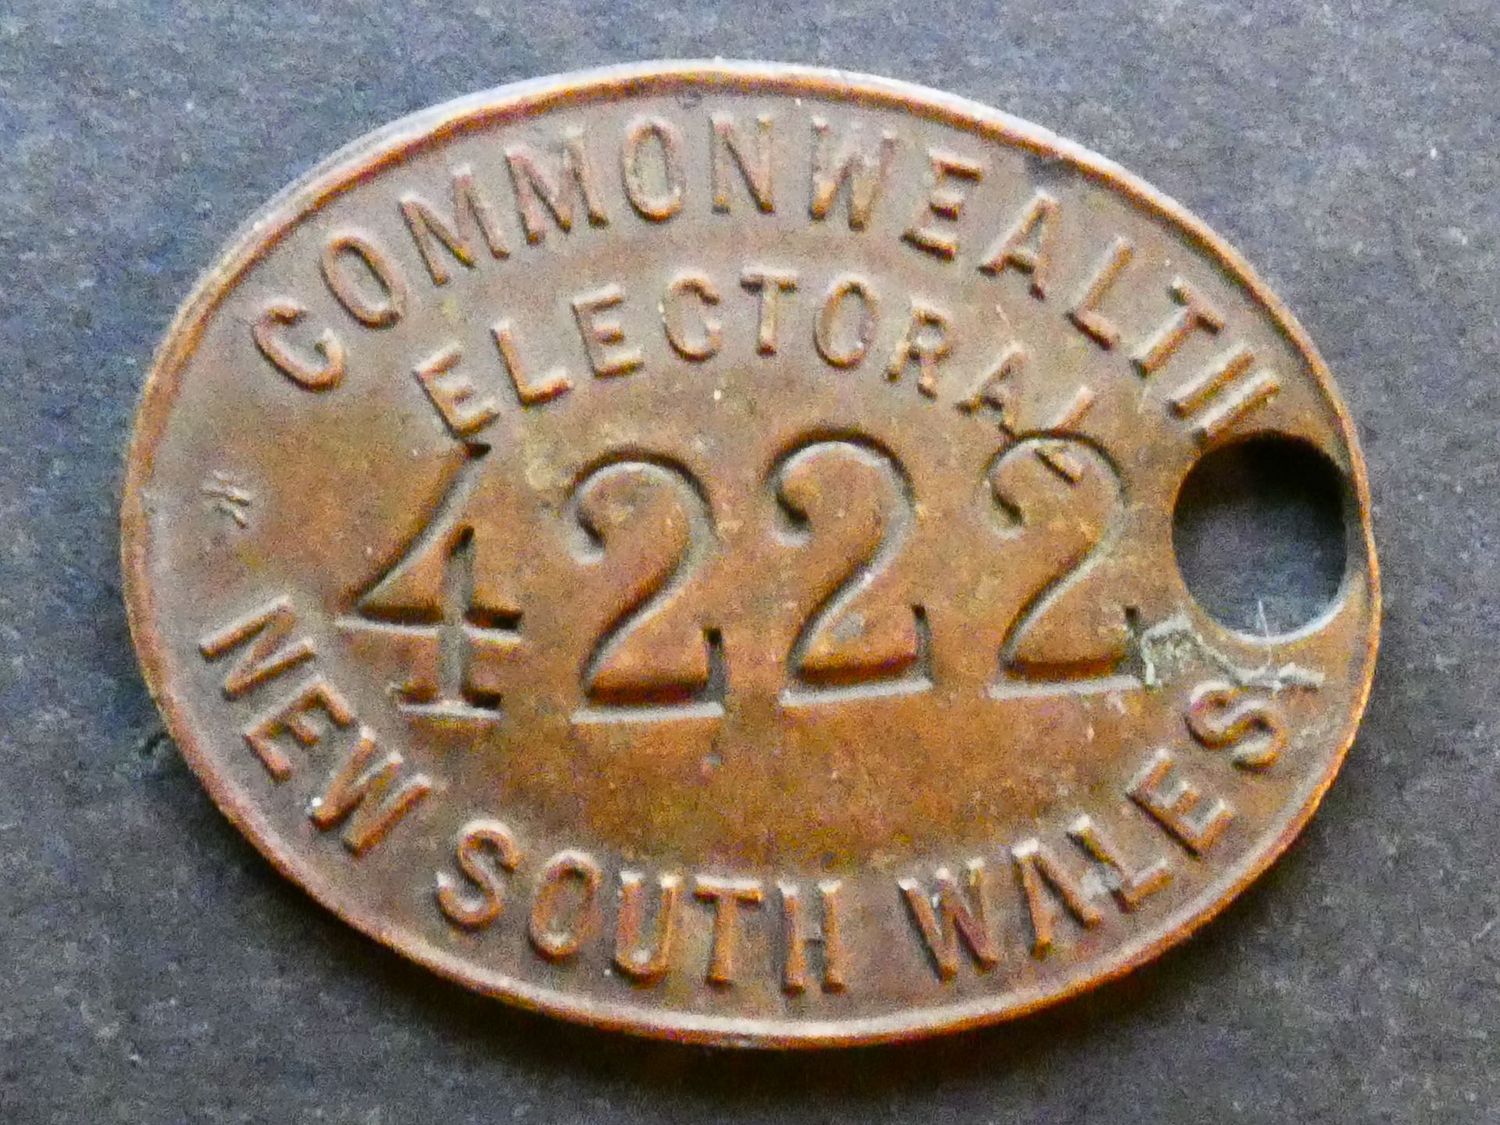 COMMONWEALTH
ELECTORAL
4222
NEW SOUTH WALES